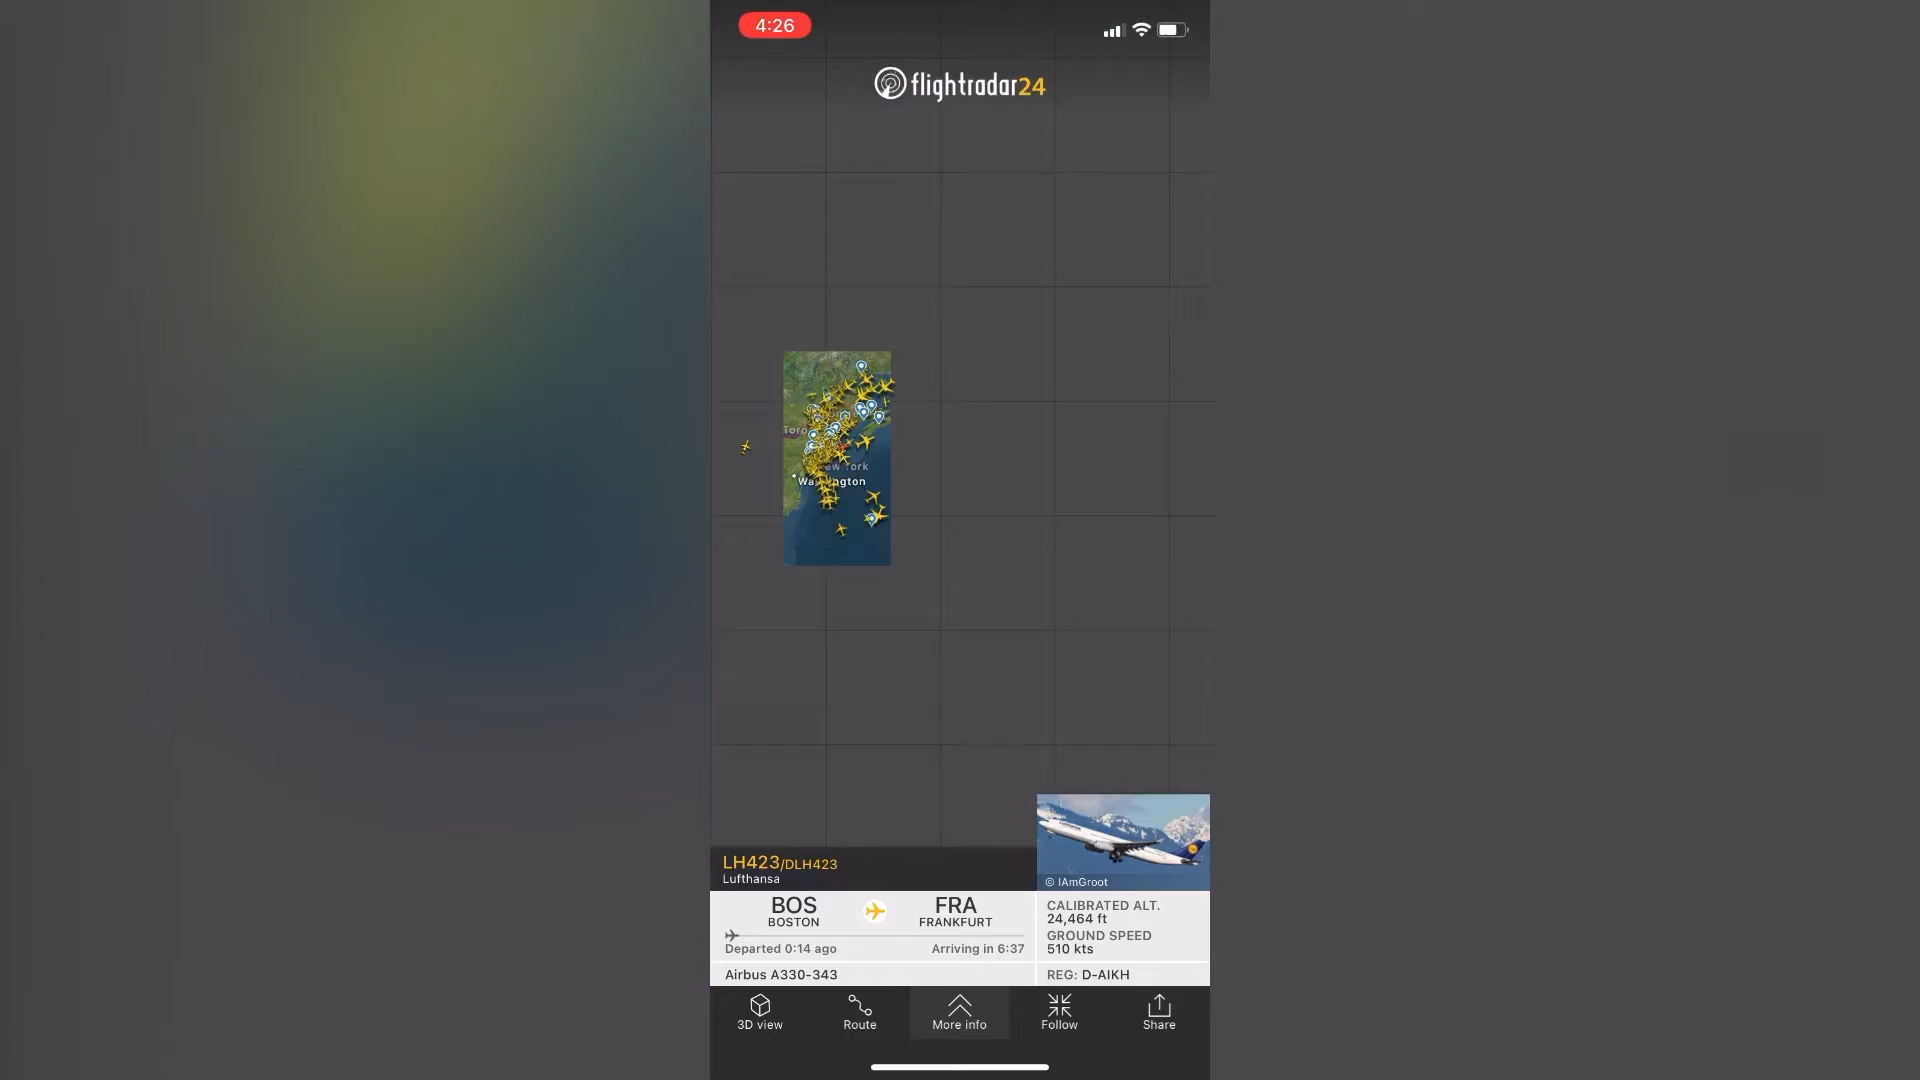 4:26
flightradar24
Toro
ew York
Washington
LH423/DLH423
Lufthansa
© IAmGroot
BOS
BOSTON
FRA
FRANKFURT
Departed 0:14 ago
Arriving in 6:37
CALIBRATED ALT.
24,464 ft
GROUND SPEED
510 kts
Airbus A330-343
REG: D-AIKH
3D view
Route
More info
Follow
Share